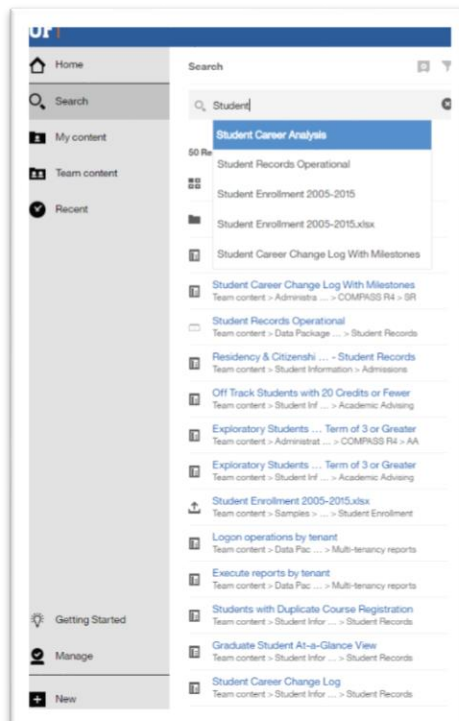 UFI
Home
Search
My content
Team content
Recent
Getting Started
Manage
New
Search
Student
Student Career Analysis
Student Records Operational
Student Enrollment 2005-2015
Student Enrollment 2005-2015.xlsx
Student Career Change Log With Milestones
50 Re
Student Career Change Log With Milestones
Team content > Administra ... > COMPASS R4 > SR
Student Records Operational
Team content > Data Package ... > Student Records
Residency & Citizenshi ... - Student Records
Team content > Student Information > Admissions
Off Track Students with 20 Credits or Fewer
Team content > Student Inf ... > Academic Advising
Exploratory Students ... Term of 3 or Greater
Team content > Administrat ... > COMPASS R4 > AA
Exploratory Students ... Term of 3 or Greater
Team content > Student Inf ... > Academic Advising
Student Enrollment 2005-2015.xlsx
Team content > Samples > ... > Student Enrollment
Logon operations by tenant
Team content > Data Pac ... > Multi-tenancy reports
Execute reports by tenant
Team content > Data Pac ... > Multi-tenancy reports
Students with Duplicate Course Registration
Team content > Student Infor ... > Student Records
Graduate Student At-a-Glance View
Team content > Student Infor ... > Student Records
Student Career Change Log
Team content > Student Infor ... > Student Records